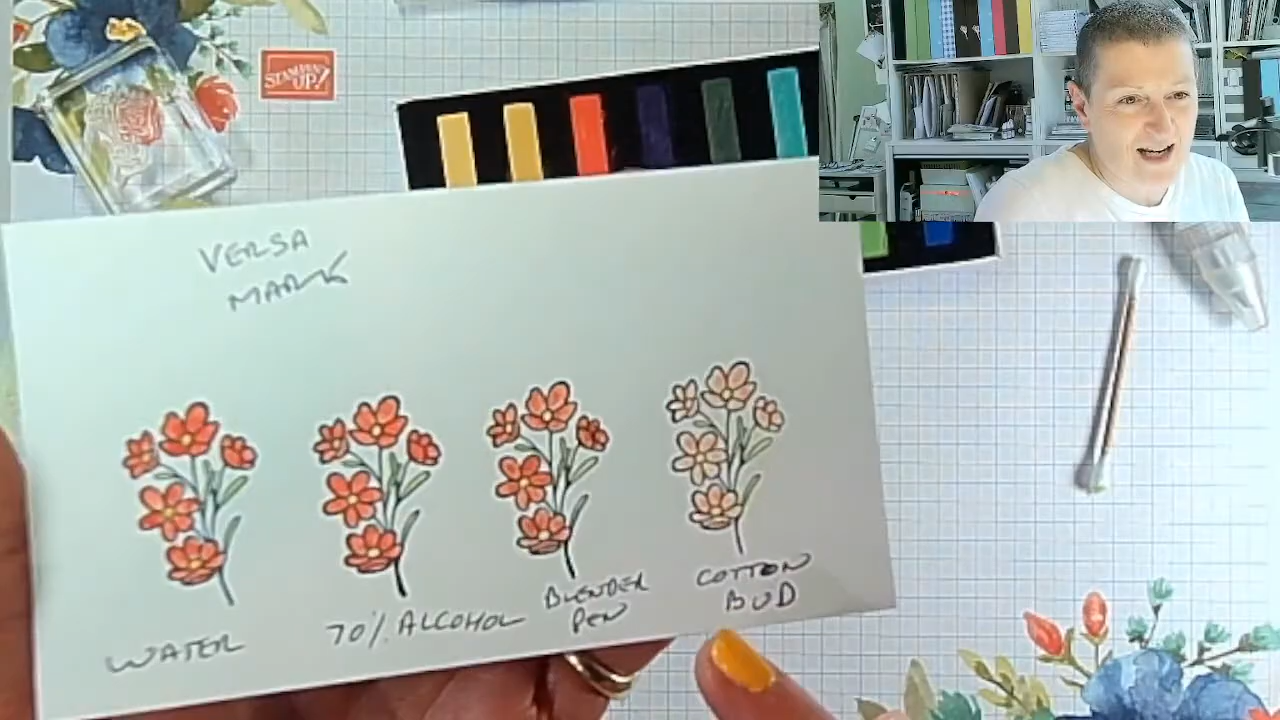 STAMPIN' UP!
VERSA
MARK
WATER
70% ALCOHOL
BLENDER
PEN
COTTON
BUD